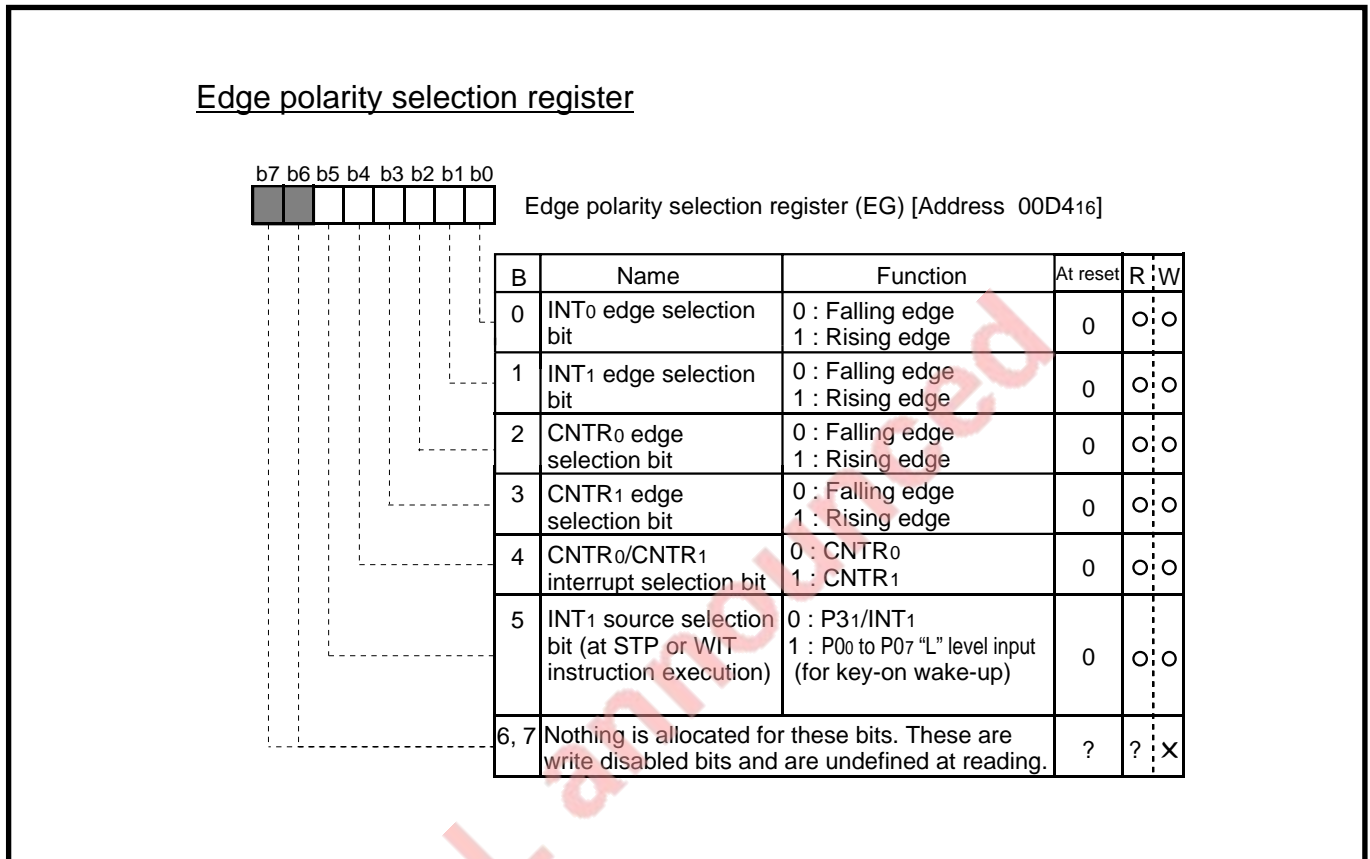 Edge polarity selection register
b7 b6 b5 b4 b3 b2 b1 b0
Edge polarity selection register (EG) [Address 00D416]
B Name Function At reset R W
0 INT0 edge selection bit 0 : Falling edge 1 : Rising edge 0 O O
1 INT1 edge selection bit 0 : Falling edge 1 : Rising edge 0 O O
2 CNTR0 edge selection bit 0 : Falling edge 1 : Rising edge 0 O O
3 CNTR1 edge selection bit 0 : Falling edge 1 : Rising edge 0 O O
4 CNTR0/CNTR1 interrupt selection bit 0 : CNTR0 1 : CNTR1 0 O O
5 INT1 source selection bit (at STP or WIT instruction execution) 0 : P31/INT1 1 : P00 to P07 “L” level input (for key-on wake-up) 0 O O
6, 7 Nothing is allocated for these bits. These are write disabled bits and are undefined at reading. ? ? X
announced